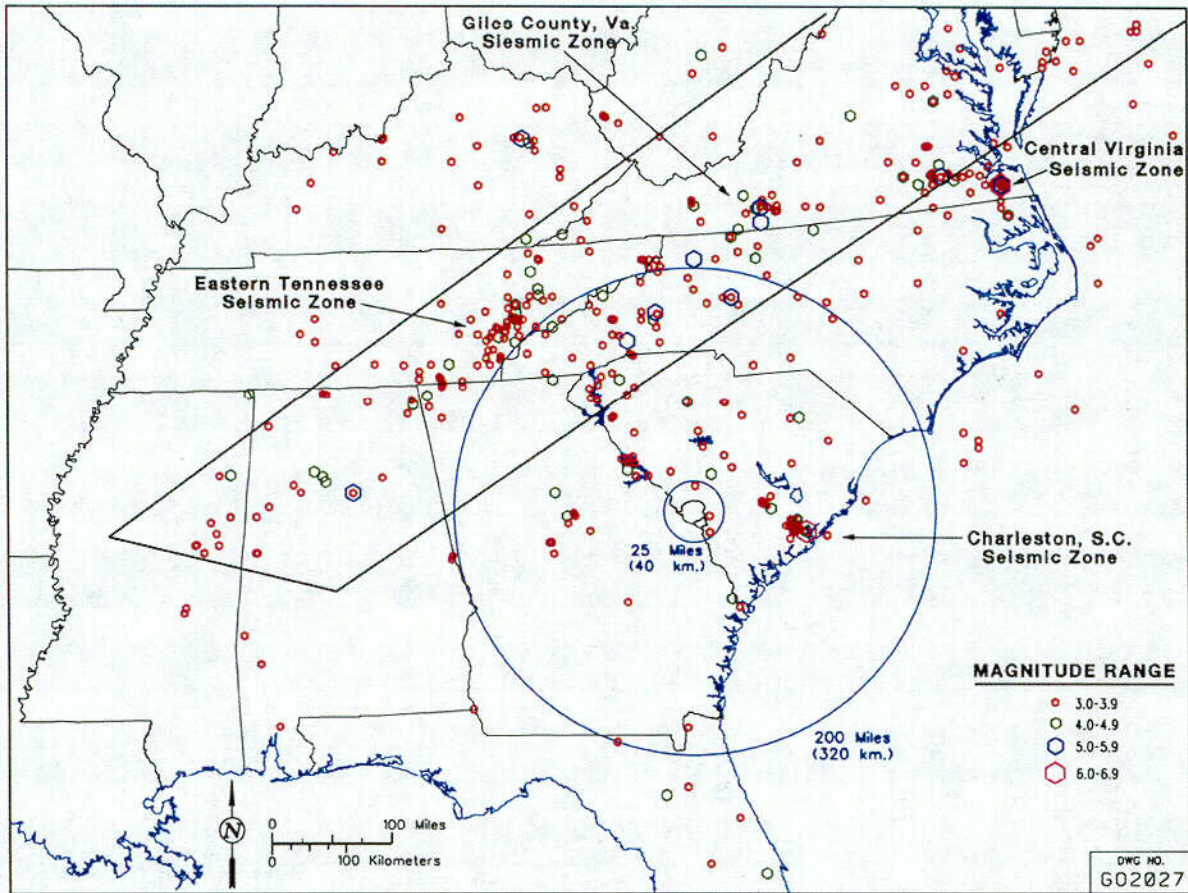 Giles County, Va.
Siesmic Zone
Central Virginia
Seismic Zone
Eastern Tennessee
Seismic Zone
25 Miles
(40 km.)
Charleston, S.C.
Seismic Zone
MAGNITUDE RANGE
3.0-3.9
4.0-4.9
5.0-5.9
6.0-6.9
200 Miles
(320 km.)
N
0 100 Miles
0 100 Kilometers
DWG NO.
G02027